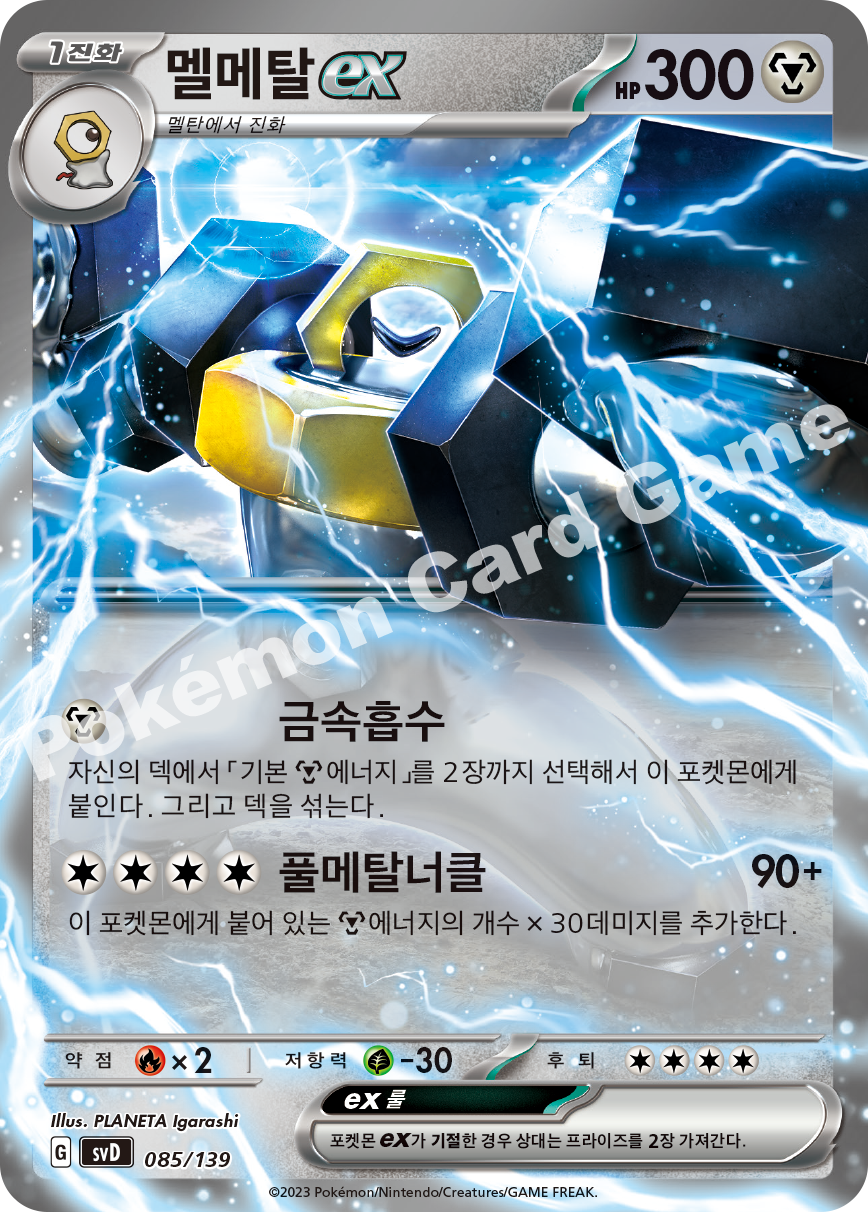 1진화
멜메탈 ex
HP 300
멜탄에서 진화
Pokémon Card Game
금속흡수
자신의 덱에서 「기본 에너지」를 2장까지 선택해서 이 포켓몬에게
붙인다. 그리고 덱을 섞는다.
풀메탈너클 90+
이 포켓몬에게 붙어 있는 에너지의 개수 × 30데미지를 추가한다.
약점 ×2 저항력 -30 후퇴
ex 룰
포켓몬 ex가 기절한 경우 상대는 프라이즈를 2장 가져간다.
Illus. PLANETA Igarashi
G svD 085/139
©2023 Pokémon/Nintendo/Creatures/GAME FREAK.